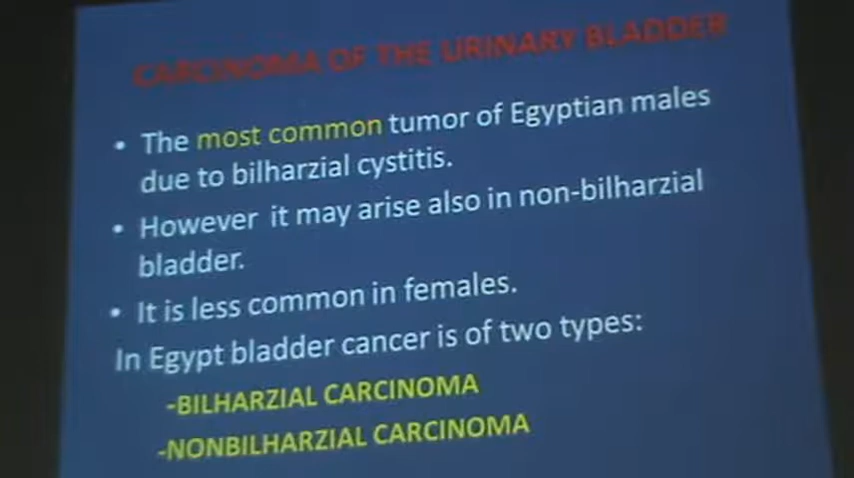 CARCINOMA OF THE URINARY BLADDER
• The most common tumor of Egyptian males
due to bilharzial cystitis.
• However it may arise also in non-bilharzial
bladder.
• It is less common in females.
In Egypt bladder cancer is of two types:
-BILHARZIAL CARCINOMA
-NONBILHARZIAL CARCINOMA